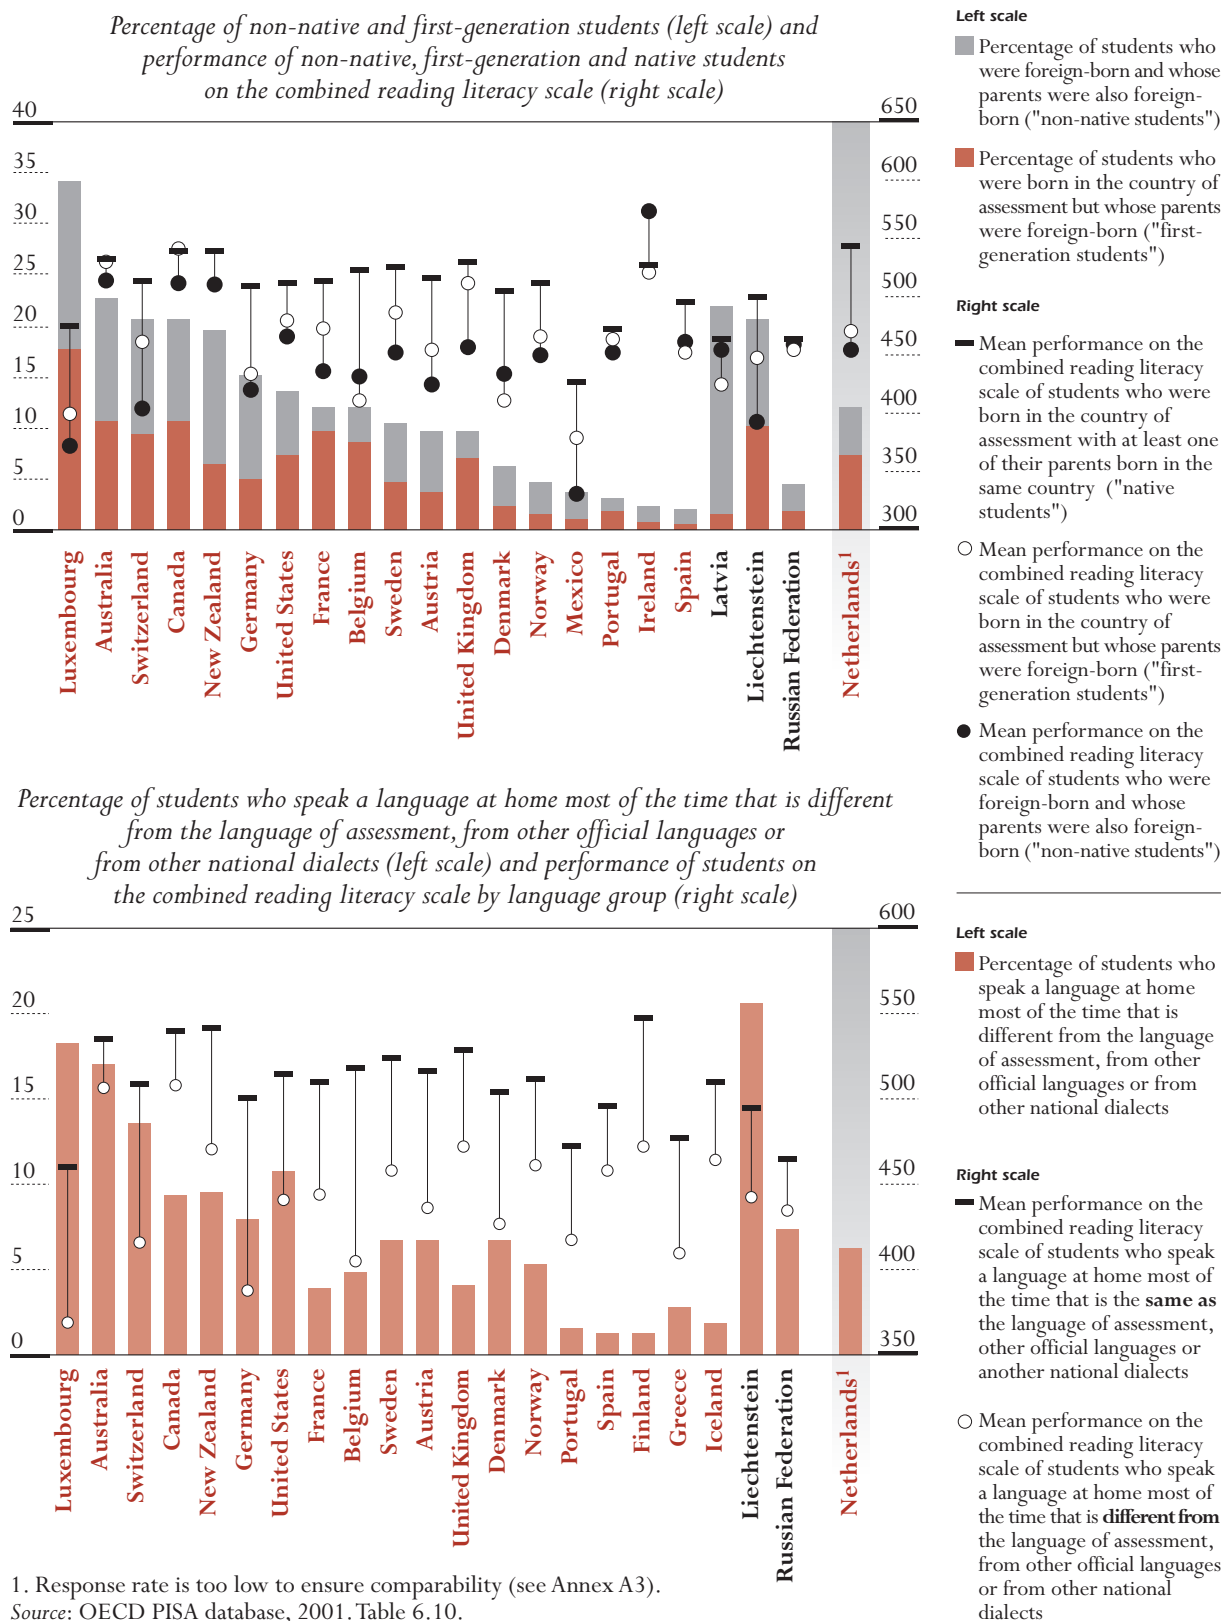 Percentage of non-native and first-generation students (left scale) and
performance of non-native, first-generation and native students
on the combined reading literacy scale (right scale)
40
35
30
25
20
15
10
5
0
650
600
550
500
450
400
350
300
Luxembourg
Australia
Switzerland
Canada
New Zealand
Germany
United States
France
Belgium
Sweden
Austria
United Kingdom
Denmark
Norway
Mexico
Portugal
Ireland
Spain
Latvia
Liechtenstein
Russian Federation
Netherlands¹
Left scale
Percentage of students who
were foreign-born and whose
parents were also foreign-
born ("non-native students")
Percentage of students who
were born in the country of
assessment but whose parents
were foreign-born ("first-
generation students")
Right scale
Mean performance on the
combined reading literacy
scale of students who were
born in the country of
assessment with at least one
of their parents born in the
same country ("native
students")
Mean performance on the
combined reading literacy
scale of students who were
born in the country of
assessment but whose parents
were foreign-born ("first-
generation students")
Mean performance on the
combined reading literacy
scale of students who were
foreign-born and whose
parents were also foreign-
born ("non-native students")
Percentage of students who speak a language at home most of the time that is different
from the language of assessment, from other official languages or
from other national dialects (left scale) and performance of students on
the combined reading literacy scale by language group (right scale)
25
20
15
10
5
0
600
550
500
450
400
350
Luxembourg
Australia
Switzerland
Canada
New Zealand
Germany
United States
France
Belgium
Sweden
Austria
United Kingdom
Denmark
Norway
Portugal
Spain
Finland
Greece
Iceland
Liechtenstein
Russian Federation
Netherlands¹
Left scale
Percentage of students who
speak a language at home
most of the time that is
different from the language
of assessment, from other
official languages or from
other national dialects
Right scale
Mean performance on the
combined reading literacy
scale of students who speak
a language at home most of
the time that is the same as
the language of assessment,
other official languages or
another national dialects
Mean performance on the
combined reading literacy
scale of students who speak
a language at home most of
the time that is different from
the language of assessment,
from other official languages
or from other national
dialects
1. Response rate is too low to ensure comparability (see Annex A3).
Source: OECD PISA database, 2001. Table 6.10.